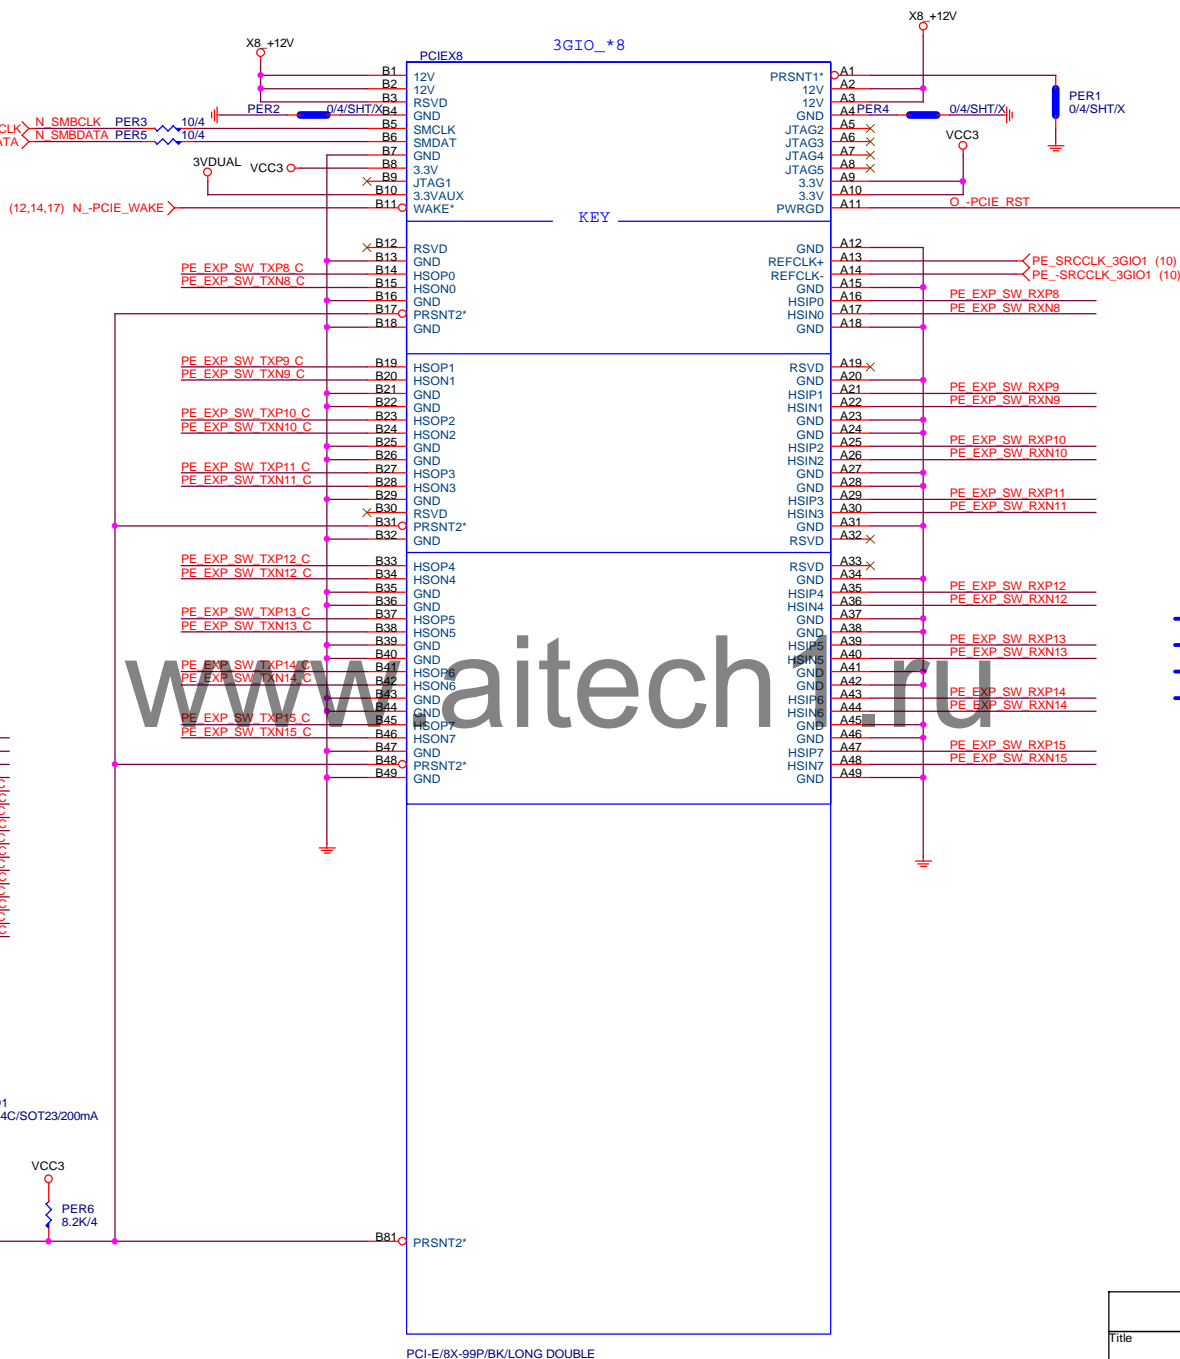 X8_+12V
3GIO_*8
X8_+12V
PCIEX8
B1 12V PRSNT1* A1
B2 12V 12V A2
B3 RSVD 12V A3
PER2 0/4/SHT/X B4 GND GND A4 PER4 0/4/SHT/X
PER1
0/4/SHT/X
CLK N_SMBCLK PER3 10/4 B5 SMCLK JTAG2 A5
ATA N_SMBDATA PER5 10/4 B6 SMDAT JTAG3 A6
VCC3
B7 GND JTAG4 A7
3VDUAL VCC3 B8 3.3V JTAG5 A8
B9 JTAG1 3.3V A9
B10 3.3VAUX 3.3V A10
(12,14,17) N_-PCIE_WAKE B11 WAKE* PWRGD A11 O_-PCIE_RST
KEY
B12 RSVD GND A12
B13 GND REFCLK+ A13 PE_SRCCLK_3GIO1 (10)
PE_EXP_SW_TXP8_C B14 HSOP0 REFCLK- A14 PE_-SRCCLK_3GIO1 (10)
PE_EXP_SW_TXN8_C B15 HSON0 GND A15
B16 GND HSIP0 A16 PE_EXP_SW_RXP8
B17 PRSNT2* HSIN0 A17 PE_EXP_SW_RXN8
B18 GND GND A18
PE_EXP_SW_TXP9_C B19 HSOP1 RSVD A19
PE_EXP_SW_TXN9_C B20 HSON1 GND A20
B21 GND HSIP1 A21 PE_EXP_SW_RXP9
B22 GND HSIN1 A22 PE_EXP_SW_RXN9
PE_EXP_SW_TXP10_C B23 HSOP2 GND A23
PE_EXP_SW_TXN10_C B24 HSON2 GND A24
B25 GND HSIP2 A25 PE_EXP_SW_RXP10
B26 GND HSIN2 A26 PE_EXP_SW_RXN10
PE_EXP_SW_TXP11_C B27 HSOP3 GND A27
PE_EXP_SW_TXN11_C B28 HSON3 GND A28
B29 GND HSIP3 A29 PE_EXP_SW_RXP11
B30 RSVD HSIN3 A30 PE_EXP_SW_RXN11
B31 PRSNT2* GND A31
B32 GND RSVD A32
PE_EXP_SW_TXP12_C B33 HSOP4 RSVD A33
PE_EXP_SW_TXN12_C B34 HSON4 GND A34
B35 GND HSIP4 A35 PE_EXP_SW_RXP12
B36 GND HSIN4 A36 PE_EXP_SW_RXN12
PE_EXP_SW_TXP13_C B37 HSOP5 GND A37
PE_EXP_SW_TXN13_C B38 HSON5 GND A38
B39 GND HSIP5 A39 PE_EXP_SW_RXP13
B40 GND HSIN5 A40 PE_EXP_SW_RXN13
PE_EXP_SW_TXP14_C B41 HSOP6 GND A41
PE_EXP_SW_TXN14_C B42 HSON6 GND A42
B43 GND HSIP6 A43 PE_EXP_SW_RXP14
B44 GND HSIN6 A44 PE_EXP_SW_RXN14
PE_EXP_SW_TXP15_C B45 HSOP7 GND A45
PE_EXP_SW_TXN15_C B46 HSON7 GND A46
B47 GND HSIP7 A47 PE_EXP_SW_RXP15
B48 PRSNT2* HSIN7 A48 PE_EXP_SW_RXN15
B49 GND GND A49
www.aitech1.ru
4C/SOT23/200mA
VCC3
PER6
8.2K/4
B81 PRSNT2*
Title
PCI-E/8X-99P/BK/LONG DOUBLE